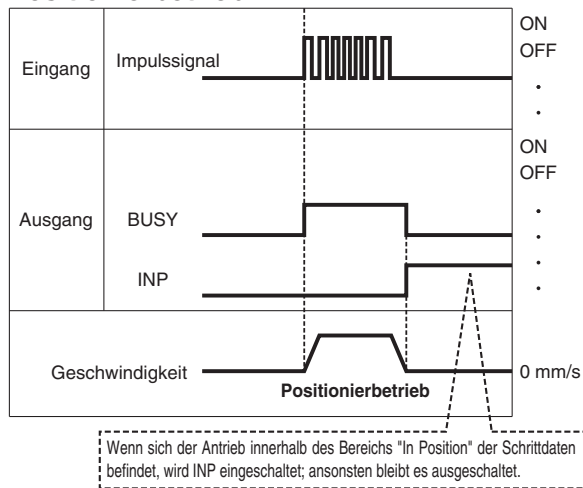 Eingang
Impulssignal
ON
OFF
Ausgang
BUSY
INP
ON
OFF
Geschwindigkeit
0 mm/s
Positionierbetrieb
Wenn sich der Antrieb innerhalb des Bereichs "In Position" der Schrittdaten
befindet, wird INP eingeschaltet; ansonsten bleibt es ausgeschaltet.